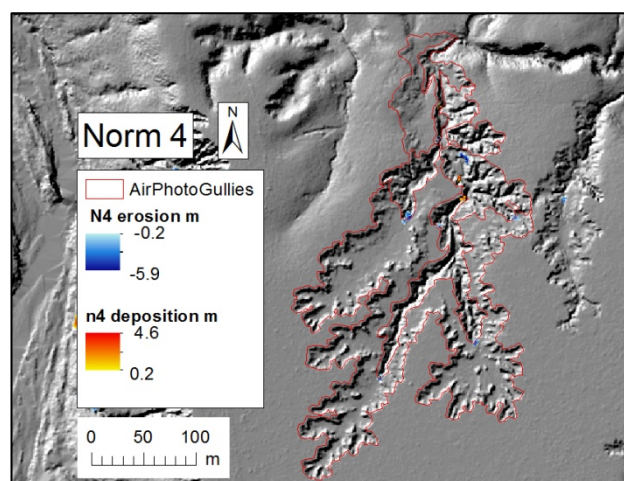 N
Norm 4
AirPhotoGullies
N4 erosion m
-0.2
-5.9
n4 deposition m
4.6
0.2
0 50 100
m